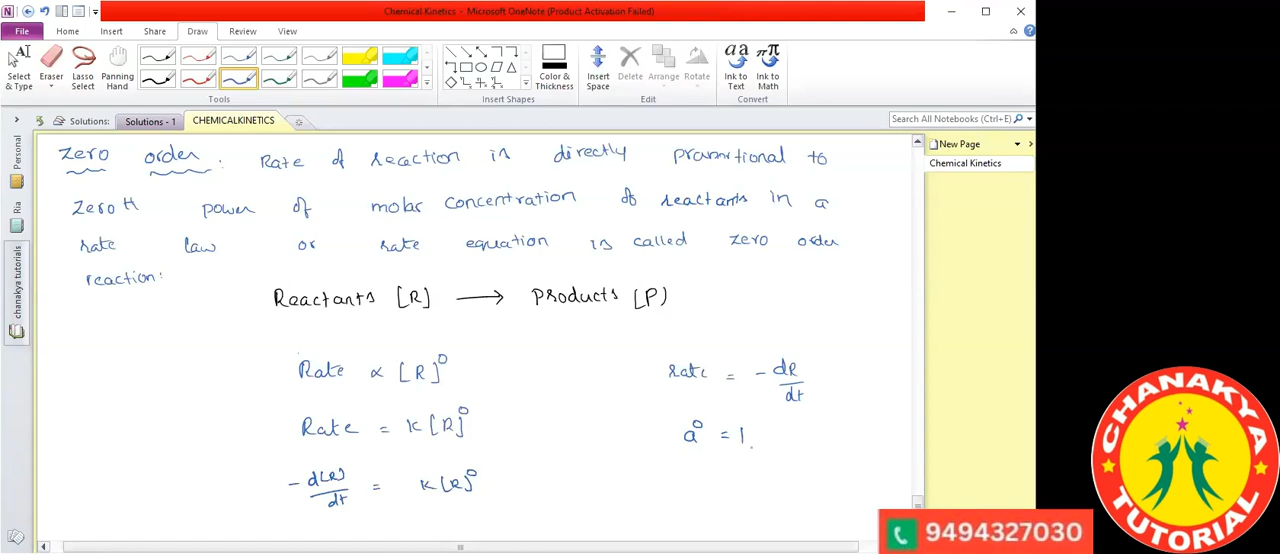 Chemical Kinetics - Microsoft OneNote (Product Activation Failed)
File Home Insert Share Draw Review View
Select & Type
Eraser
Lasso Select
Panning Hand
Color & Thickness
Insert Space
Delete
Arrange
Rotate
Ink to Text
Ink to Math
Tools
Insert Shapes
Edit
Convert
Solutions: Solutions - 1 CHEMICALKINETICS
Search All Notebooks (Ctrl+E)
New Page
Chemical Kinetics
Personal
Ria
chanakya tutorials
Zero order : Rate of reaction is directly proportional to
zeroth power of molar concentration of reactants in a
rate law or rate equation is called zero order
reaction:
Reactants [R] → Products [P]
Rate ∝ [R]⁰
rate = - dR/dt
Rate = K[R]⁰
a⁰ = 1
- d[R]/dt = K[R]⁰
CHANAKYA TUTORIAL
9494327030